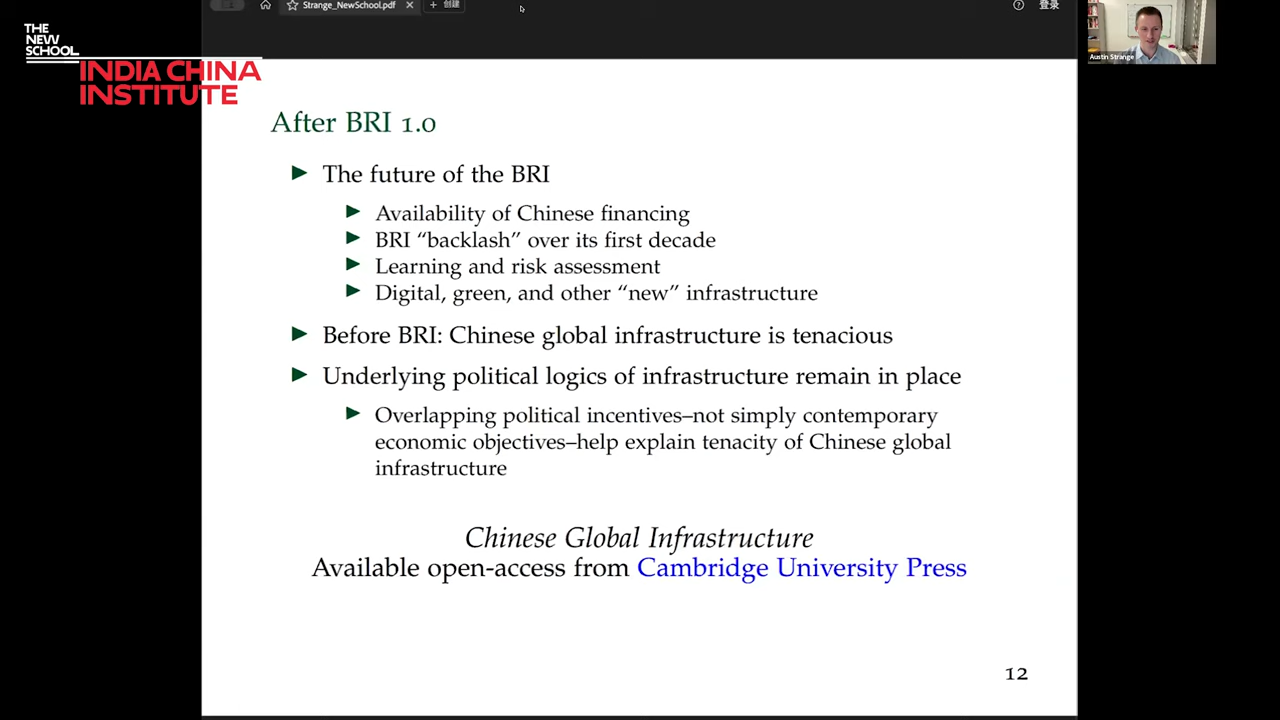 Strange_NewSchool.pdf
创建
登录
THE
NEW
SCHOOL
INDIA CHINA
INSTITUTE
Austin Strange
After BRI 1.0
The future of the BRI
Availability of Chinese financing
BRI “backlash” over its first decade
Learning and risk assessment
Digital, green, and other “new” infrastructure
Before BRI: Chinese global infrastructure is tenacious
Underlying political logics of infrastructure remain in place
Overlapping political incentives–not simply contemporary
economic objectives–help explain tenacity of Chinese global
infrastructure
Chinese Global Infrastructure
Available open-access from Cambridge University Press
12